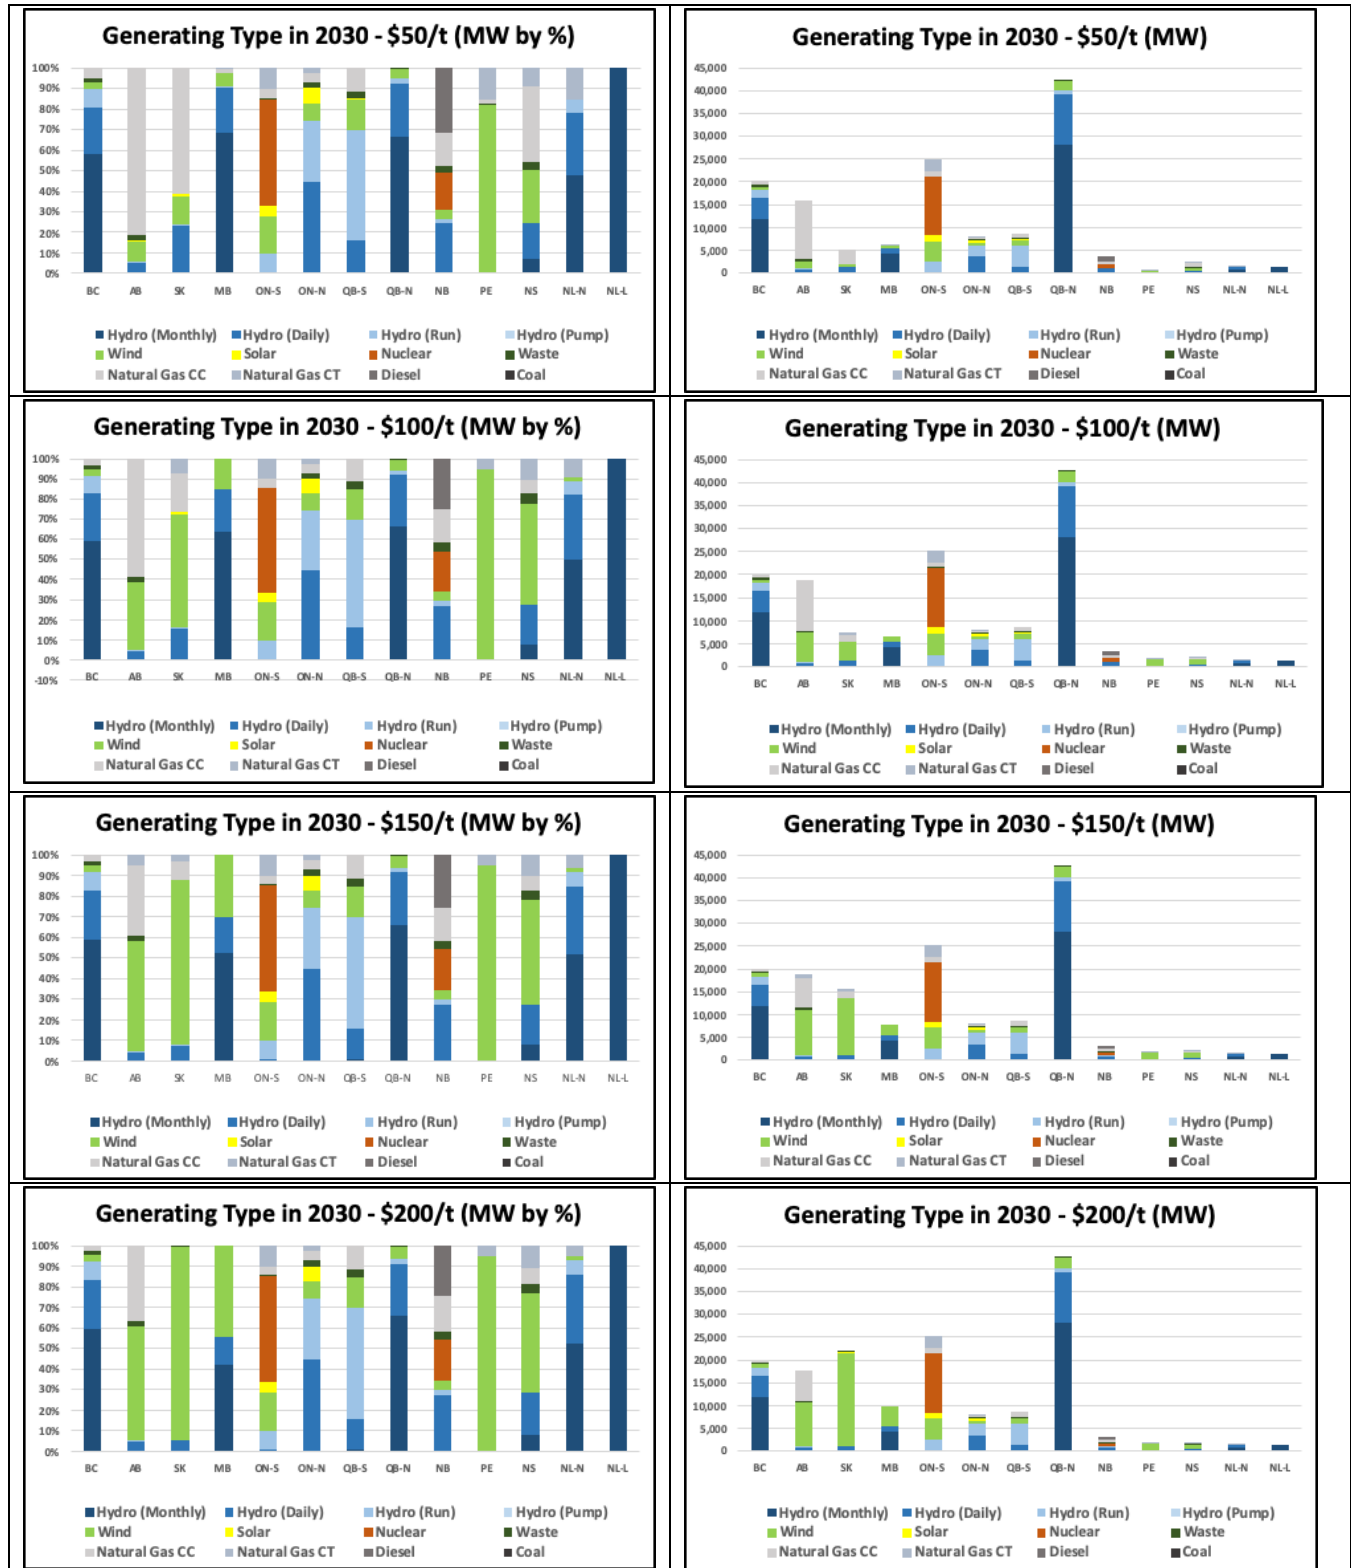 Generating Type in 2030 - $50/t (MW by %)
100%
90%
80%
70%
60%
50%
40%
30%
20%
10%
0%
BC AB SK MB ON-S ON-N QB-S QB-N NB PE NS NL-N NL-L
Hydro (Monthly) Hydro (Daily) Hydro (Run) Hydro (Pump)
Wind Solar Nuclear Waste
Natural Gas CC Natural Gas CT Diesel Coal
Generating Type in 2030 - $50/t (MW)
45,000
40,000
35,000
30,000
25,000
20,000
15,000
10,000
5,000
0
BC AB SK MB ON-S ON-N QB-S QB-N NB PE NS NL-N NL-L
Hydro (Monthly) Hydro (Daily) Hydro (Run) Hydro (Pump)
Wind Solar Nuclear Waste
Natural Gas CC Natural Gas CT Diesel Coal
Generating Type in 2030 - $100/t (MW by %)
100%
90%
80%
70%
60%
50%
40%
30%
20%
10%
0%
-10%
BC AB SK MB ON-S ON-N QB-S QB-N NB PE NS NL-N NL-L
Hydro (Monthly) Hydro (Daily) Hydro (Run) Hydro (Pump)
Wind Solar Nuclear Waste
Natural Gas CC Natural Gas CT Diesel Coal
Generating Type in 2030 - $100/t (MW)
45,000
40,000
35,000
30,000
25,000
20,000
15,000
10,000
5,000
0
BC AB SK MB ON-S ON-N QB-S QB-N NB PE NS NL-N NL-L
Hydro (Monthly) Hydro (Daily) Hydro (Run) Hydro (Pump)
Wind Solar Nuclear Waste
Natural Gas CC Natural Gas CT Diesel Coal
Generating Type in 2030 - $150/t (MW by %)
100%
90%
80%
70%
60%
50%
40%
30%
20%
10%
0%
BC AB SK MB ON-S ON-N QB-S QB-N NB PE NS NL-N NL-L
Hydro (Monthly) Hydro (Daily) Hydro (Run) Hydro (Pump)
Wind Solar Nuclear Waste
Natural Gas CC Natural Gas CT Diesel Coal
Generating Type in 2030 - $150/t (MW)
45,000
40,000
35,000
30,000
25,000
20,000
15,000
10,000
5,000
0
BC AB SK MB ON-S ON-N QB-S QB-N NB PE NS NL-N NL-L
Hydro (Monthly) Hydro (Daily) Hydro (Run) Hydro (Pump)
Wind Solar Nuclear Waste
Natural Gas CC Natural Gas CT Diesel Coal
Generating Type in 2030 - $200/t (MW by %)
100%
90%
80%
70%
60%
50%
40%
30%
20%
10%
0%
BC AB SK MB ON-S ON-N QB-S QB-N NB PE NS NL-N NL-L
Hydro (Monthly) Hydro (Daily) Hydro (Run) Hydro (Pump)
Wind Solar Nuclear Waste
Natural Gas CC Natural Gas CT Diesel Coal
Generating Type in 2030 - $200/t (MW)
45,000
40,000
35,000
30,000
25,000
20,000
15,000
10,000
5,000
0
BC AB SK MB ON-S ON-N QB-S QB-N NB PE NS NL-N NL-L
Hydro (Monthly) Hydro (Daily) Hydro (Run) Hydro (Pump)
Wind Solar Nuclear Waste
Natural Gas CC Natural Gas CT Diesel Coal